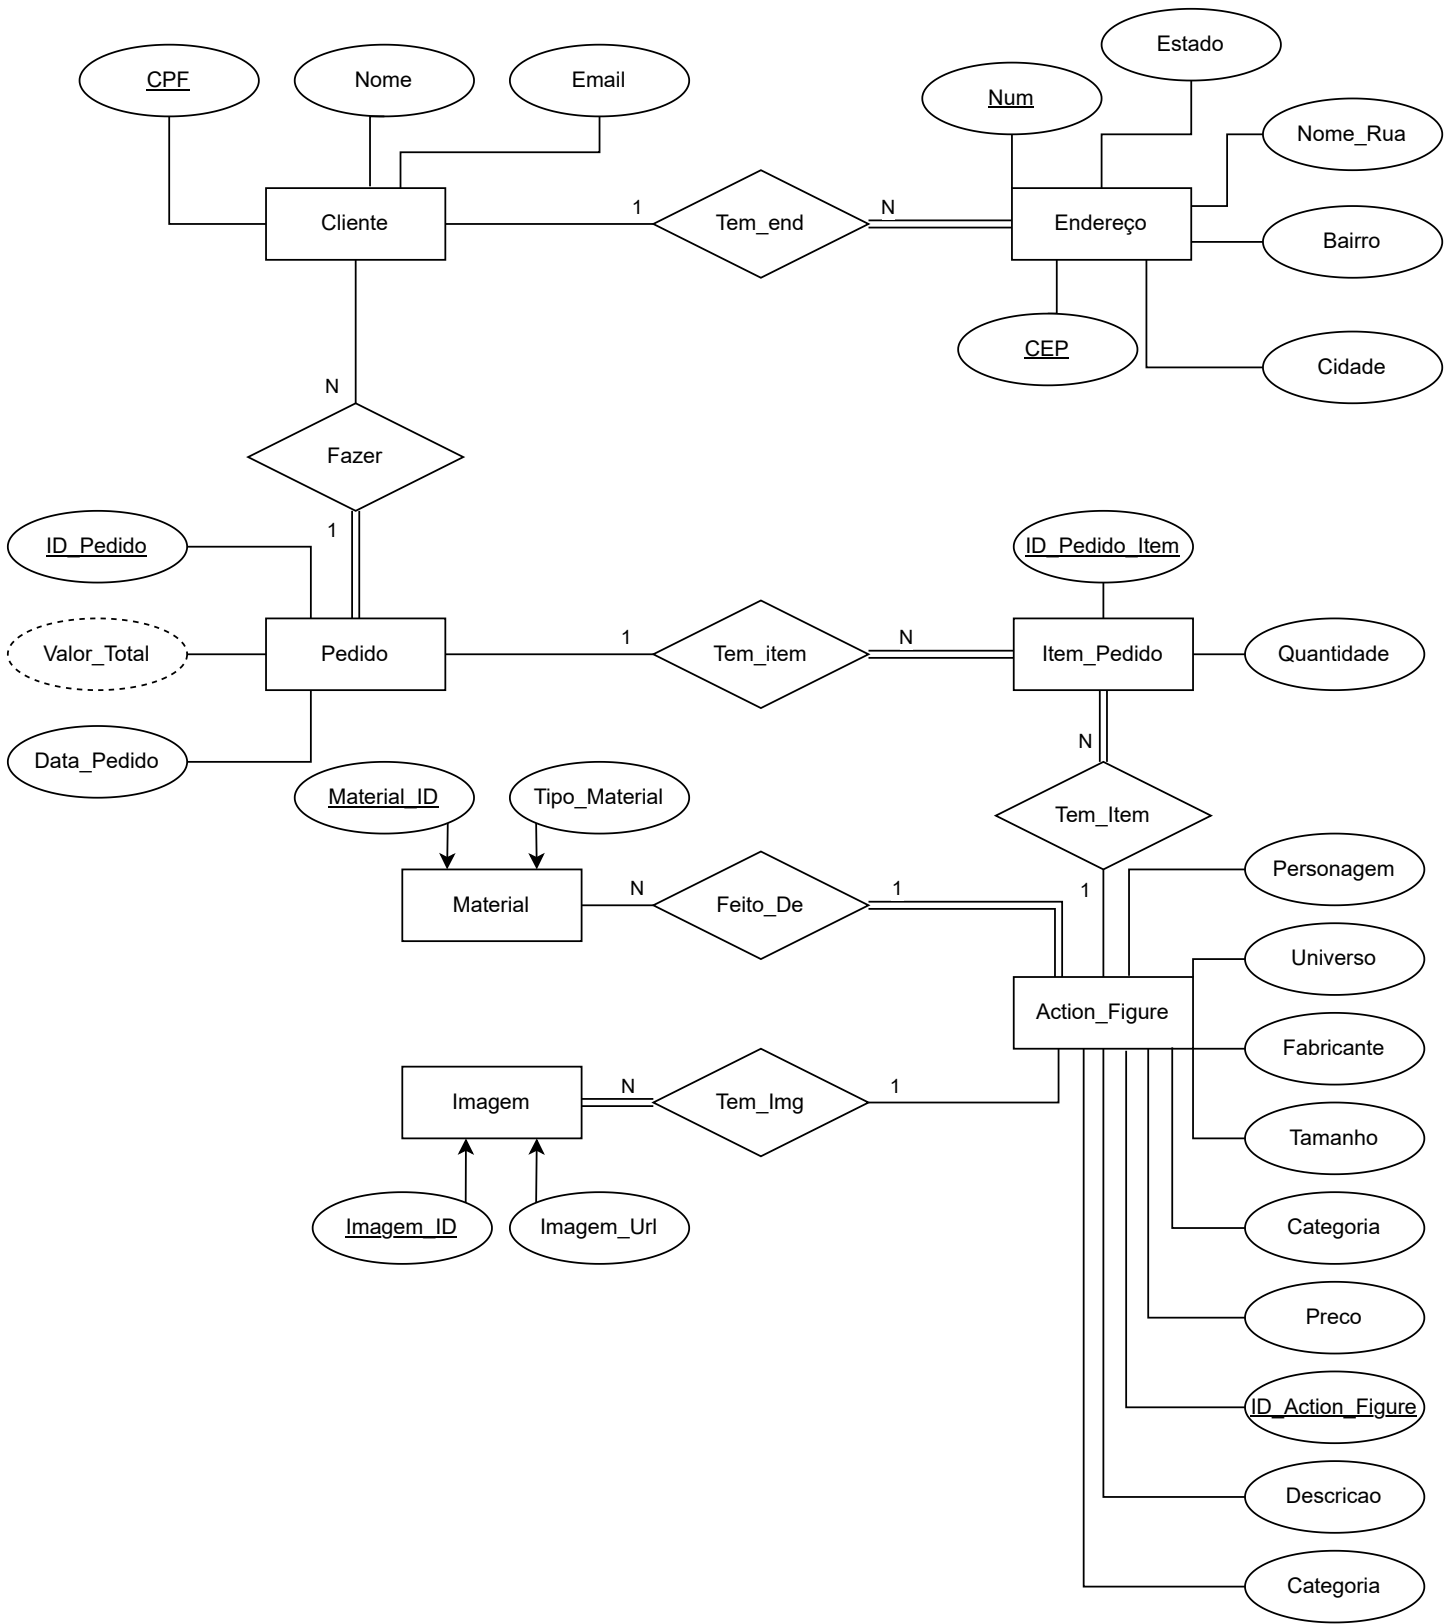 Estado
CPF
Nome
Email
Num
Nome_Rua
Cliente
1
Tem_end
N
Endereço
Bairro
CEP
Cidade
N
Fazer
1
ID_Pedido
ID_Pedido_Item
Valor_Total
Pedido
1
Tem_item
N
Item_Pedido
Quantidade
Data_Pedido
N
Material_ID
Tipo_Material
Tem_Item
Personagem
Material
N
Feito_De
1
1
Universo
Action_Figure
Fabricante
Imagem
N
Tem_Img
1
Tamanho
Imagem_ID
Imagem_Url
Categoria
Preco
ID_Action_Figure
Descricao
Categoria